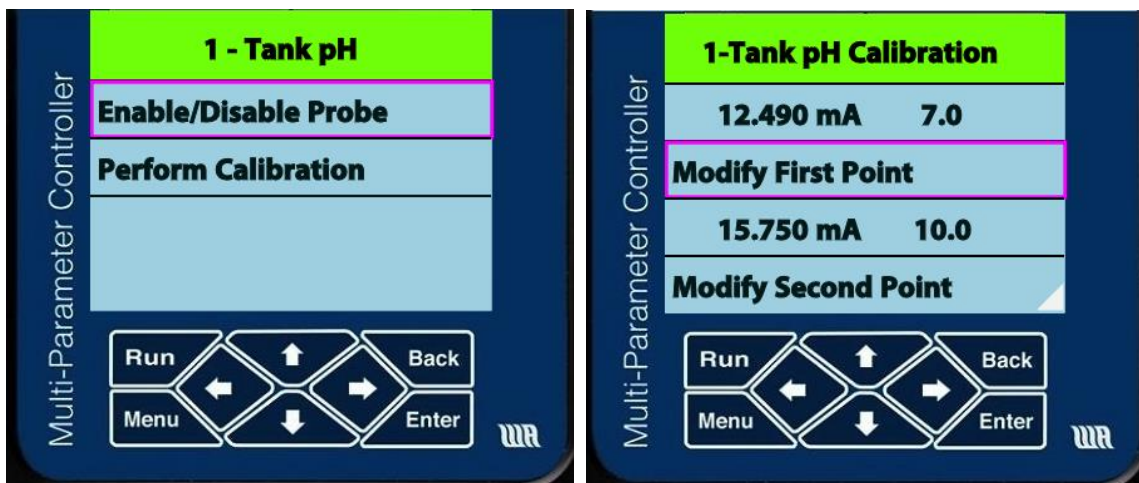 1 - Tank pH
Enable/Disable Probe
Perform Calibration
Multi-Parameter Controller
Run
Back
Menu
Enter
WA
1-Tank pH Calibration
12.490 mA 7.0
Modify First Point
15.750 mA 10.0
Modify Second Point
Multi-Parameter Controller
Run
Back
Menu
Enter
WA